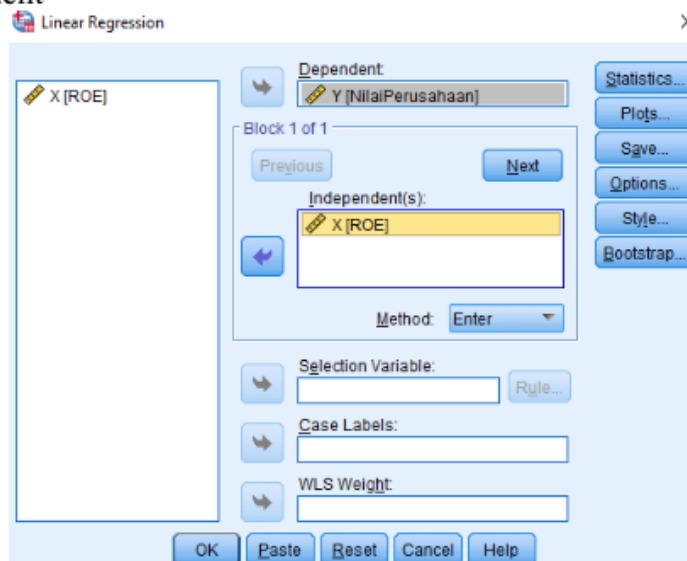 Linear Regression
X [ROE]
Dependent:
Y [NilaiPerusahaan]
Block 1 of 1
Previous
Next
Independent(s):
X [ROE]
Method: Enter
Selection Variable:
Rule...
Case Labels:
WLS Weight:
Statistics...
Plots...
Save...
Options...
Style...
Bootstrap...
OK Paste Reset Cancel Help